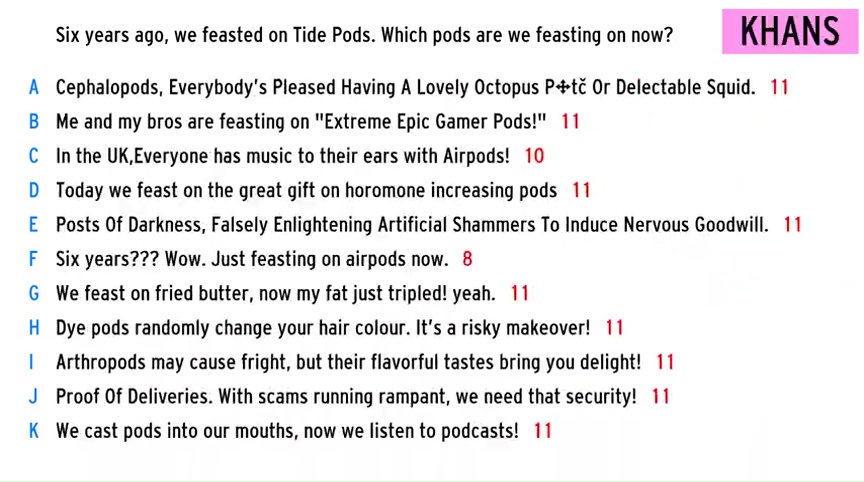 Six years ago, we feasted on Tide Pods. Which pods are we feasting on now?
KHANS
A Cephalopods, Everybody's Pleased Having A Lovely Octopus P✣tč Or Delectable Squid. 11
B Me and my bros are feasting on "Extreme Epic Gamer Pods!" 11
C In the UK,Everyone has music to their ears with Airpods! 10
D Today we feast on the great gift on horomone increasing pods 11
E Posts Of Darkness, Falsely Enlightening Artificial Shammers To Induce Nervous Goodwill. 11
F Six years??? Wow. Just feasting on airpods now. 8
G We feast on fried butter, now my fat just tripled! yeah. 11
H Dye pods randomly change your hair colour. It's a risky makeover! 11
I Arthropods may cause fright, but their flavorful tastes bring you delight! 11
J Proof Of Deliveries. With scams running rampant, we need that security! 11
K We cast pods into our mouths, now we listen to podcasts! 11